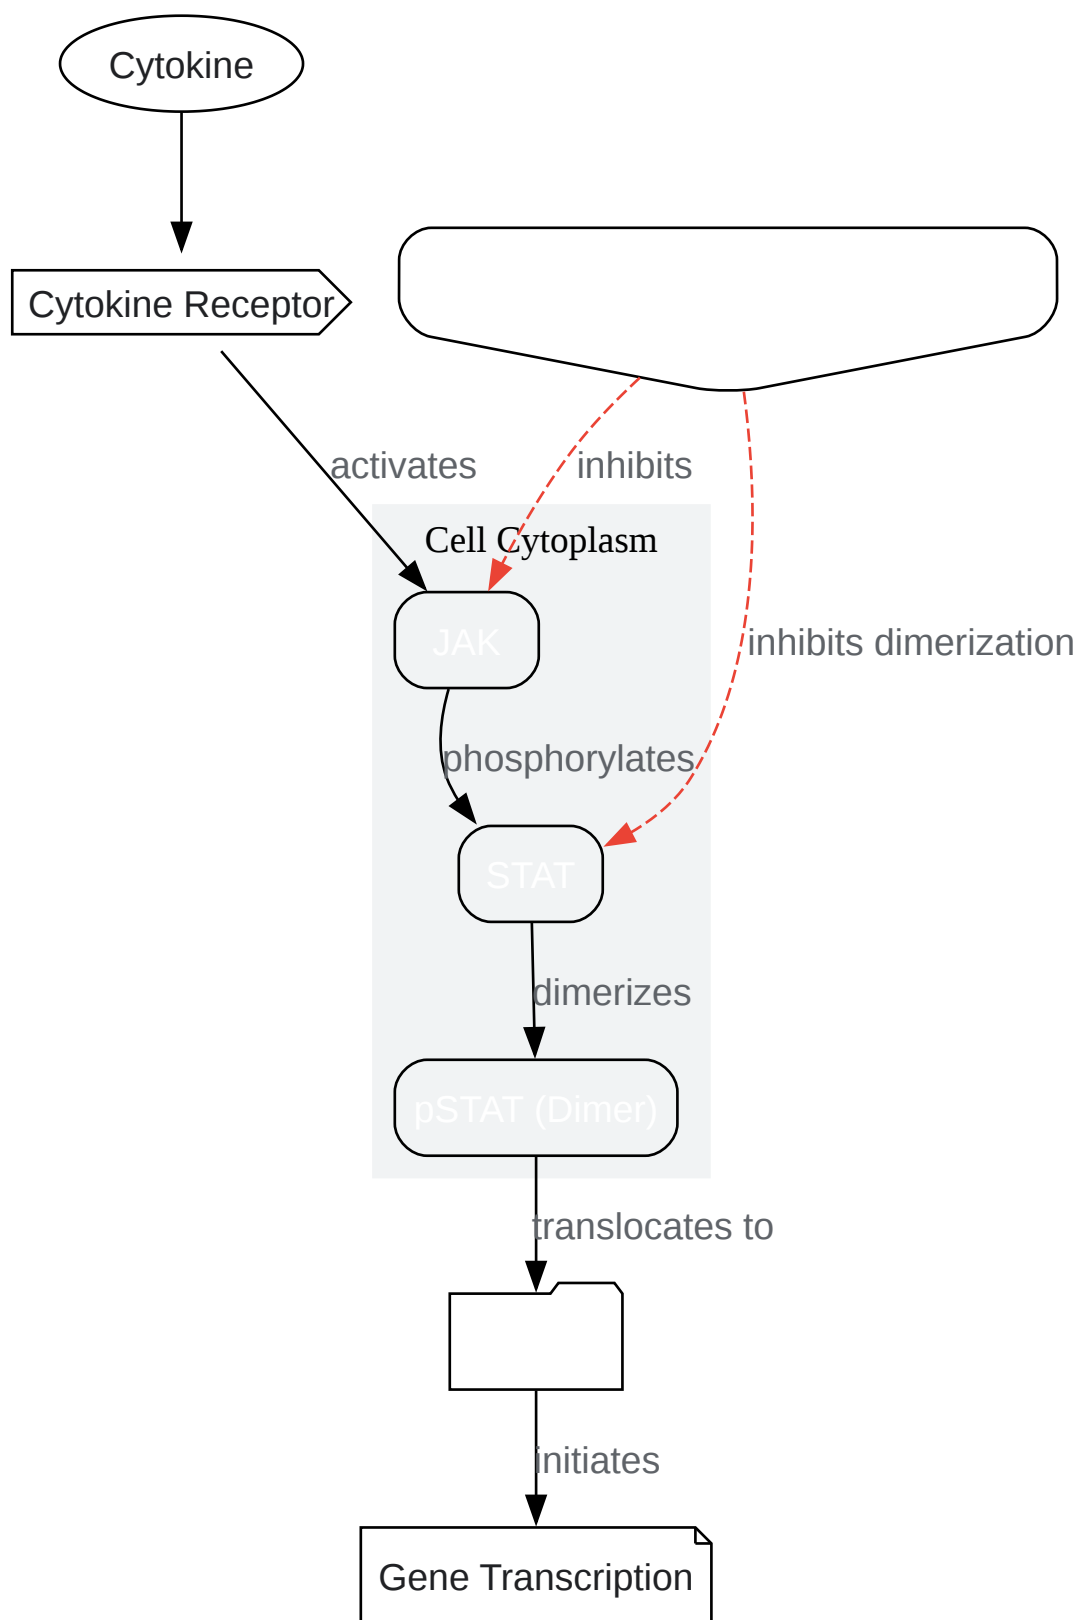 Cytokine
Cytokine Receptor
activates
inhibits
Cell Cytoplasm
JAK
inhibits dimerization
phosphorylates
STAT
dimerizes
pSTAT (Dimer)
translocates to
initiates
Gene Transcription